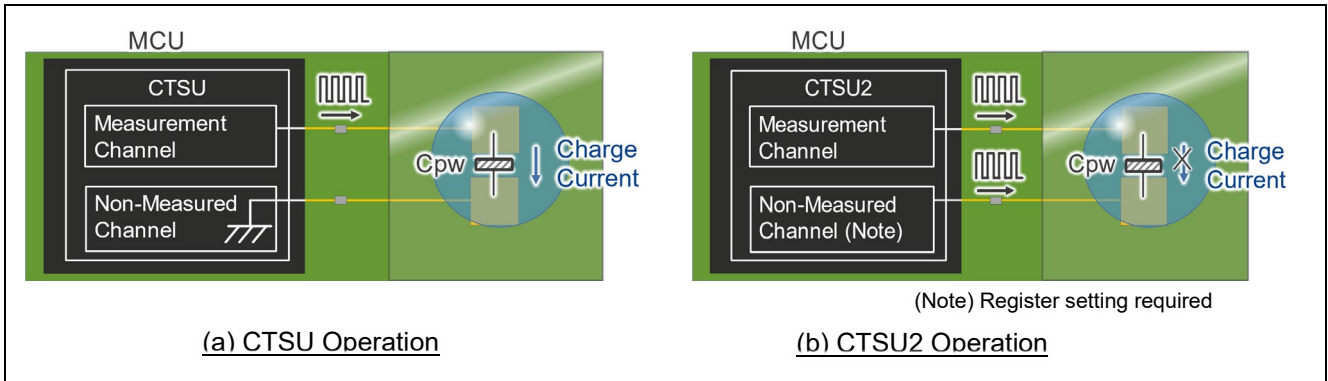 MCU
CTSU
Measurement
Channel
Non-Measured
Channel
Cpw
Charge
Current
(a) CTSU Operation
MCU
CTSU2
Measurement
Channel
Non-Measured
Channel (Note)
Cpw
Charge
Current
(Note) Register setting required
(b) CTSU2 Operation